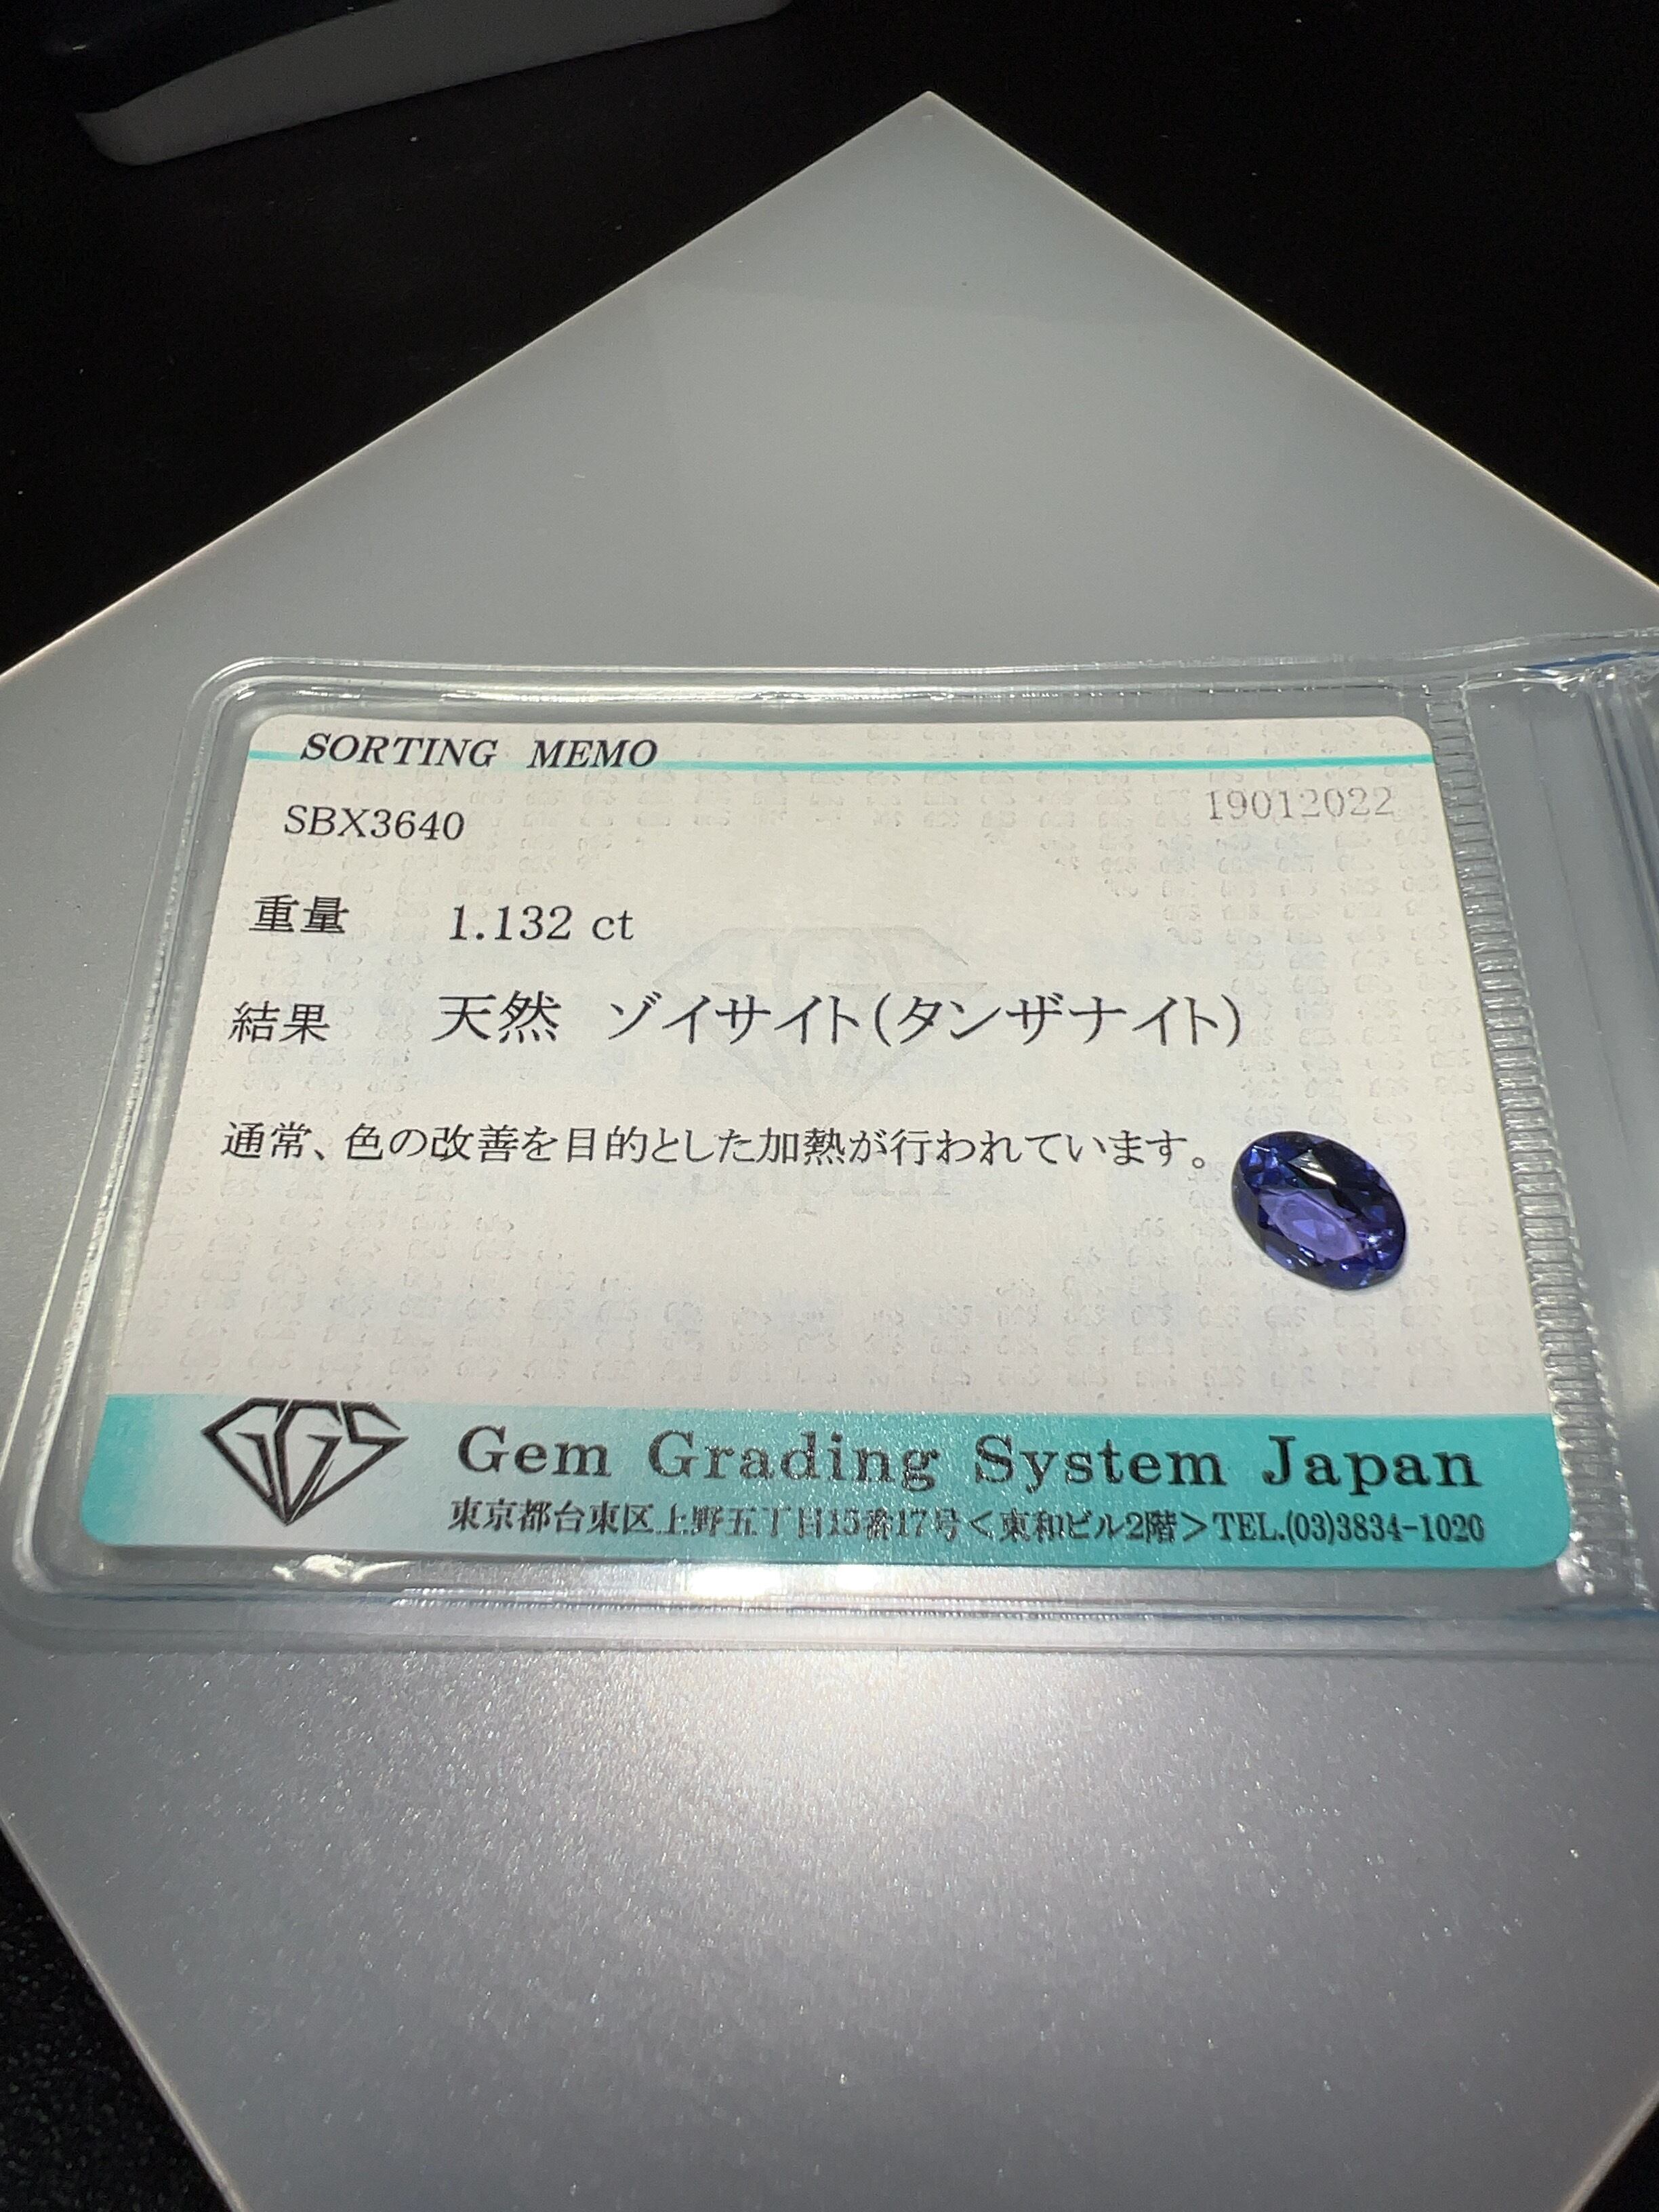 SORTING MEMO
SBX3640
19012022
重量 1.132 ct
結果 天然 ゾイサイト(タンザナイト)
通常、色の改善を目的とした加熱が行われています。
GGS
Gem Grading System Japan
東京都台東区上野五丁目15番17号<東和ビル2階>TEL.(03)3834-1020